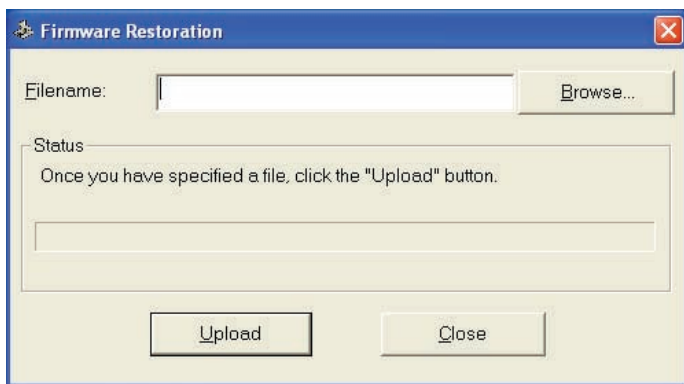 Firmware Restoration
Filename:
Browse...
Status
Once you have specified a file, click the "Upload" button.
Upload
Close